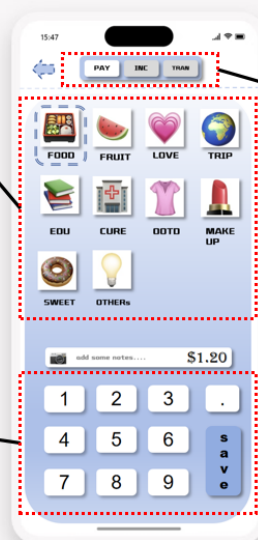 15:47
PAY INC TRAN
FOOD FRUIT LOVE TRIP
EDU CURE OOTD MAKE UP
SWEET OTHERs
add some notes.... $1.20
1 2 3 .
4 5 6 save
7 8 9